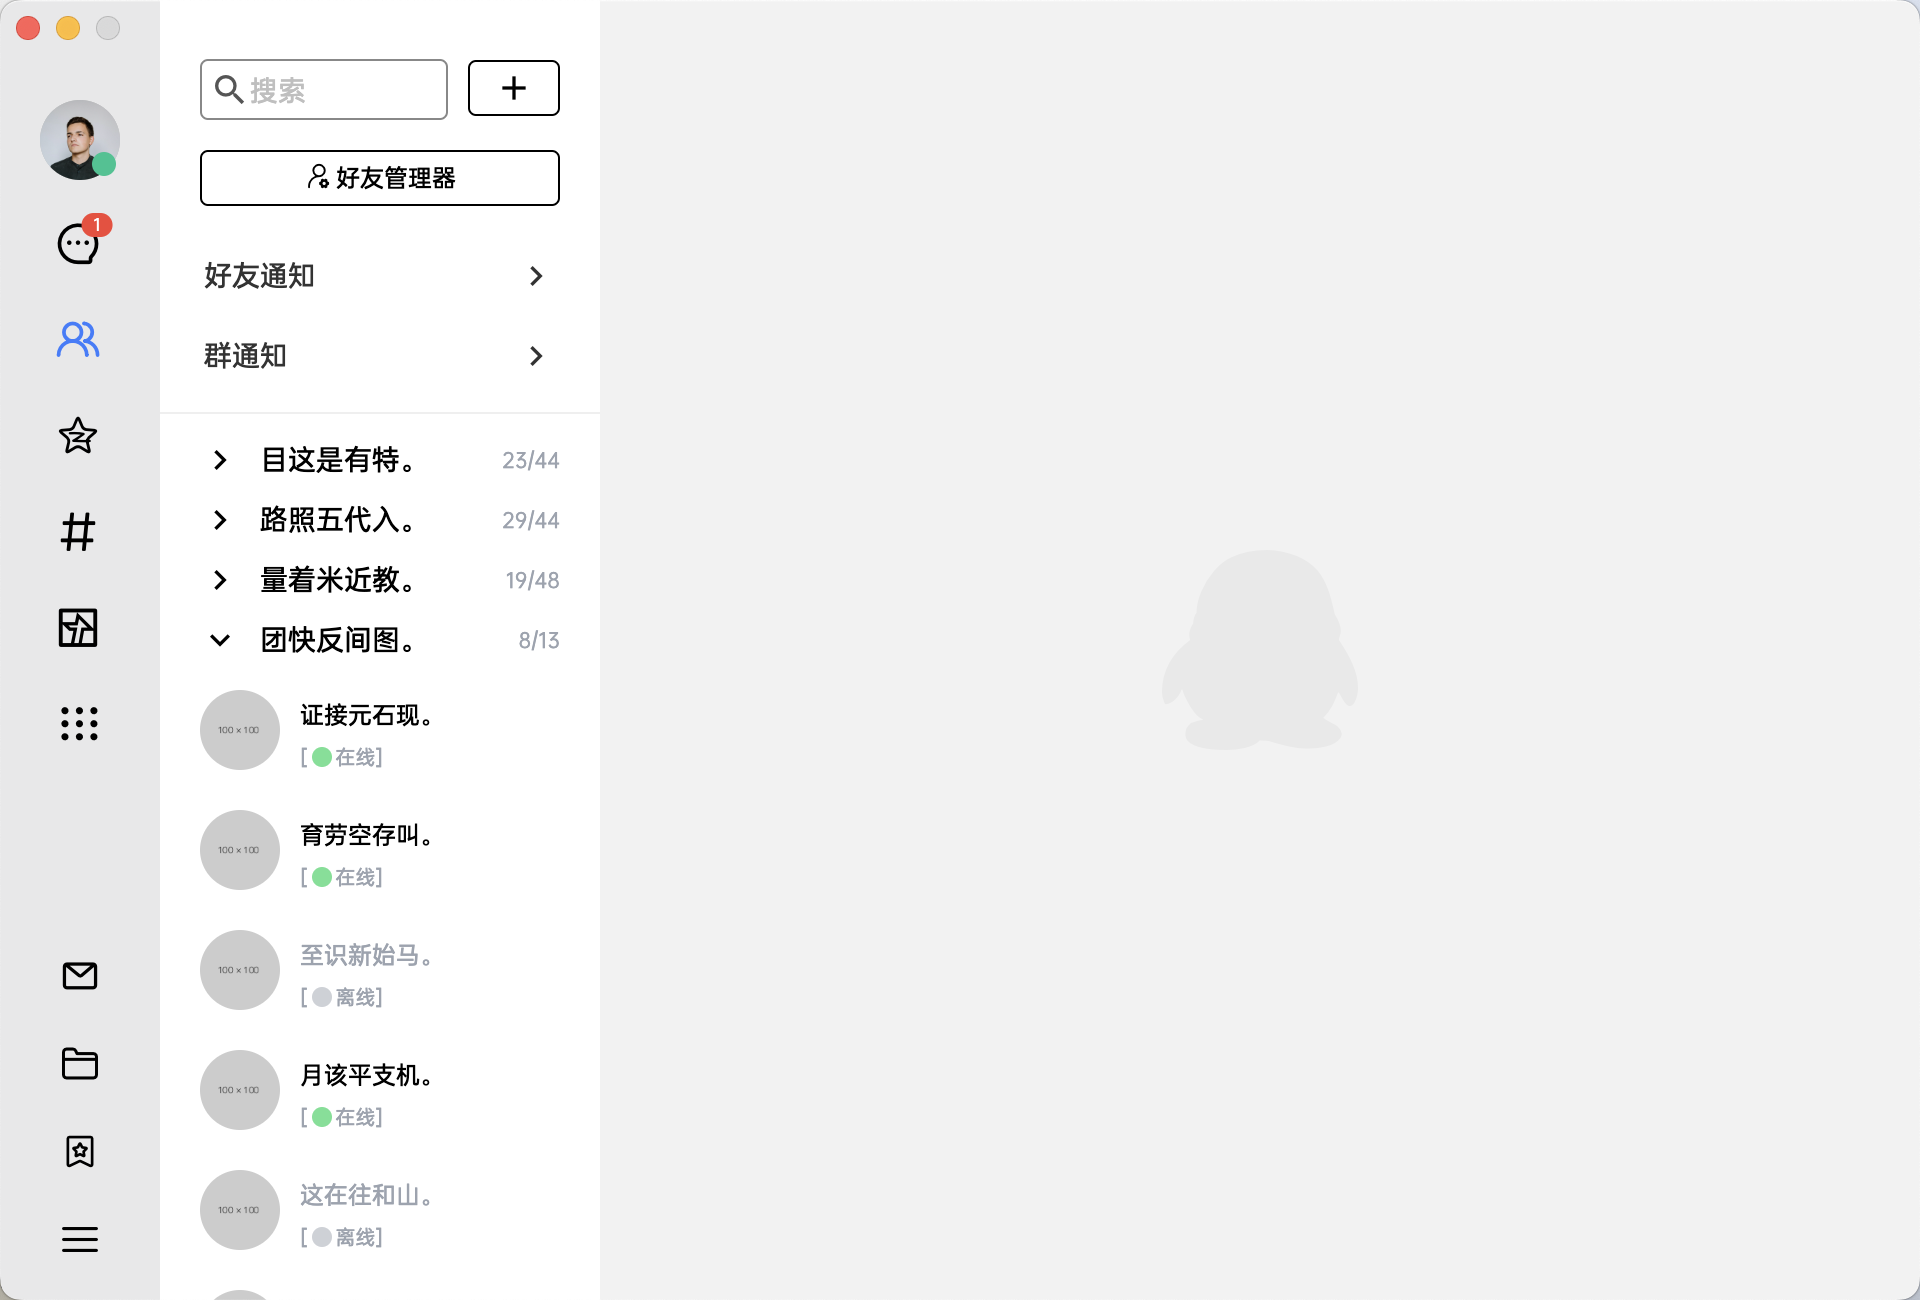 1
搜索
好友管理器
好友通知
群通知
目这是有特。 23/44
路照五代入。 29/44
量着米近教。 19/48
团快反间图。 8/13
100 × 100
证接元石现。
[在线]
100 × 100
育劳空存叫。
[在线]
100 × 100
至识新始马。
[离线]
100 × 100
月该平支机。
[在线]
100 × 100
这在往和山。
[离线]